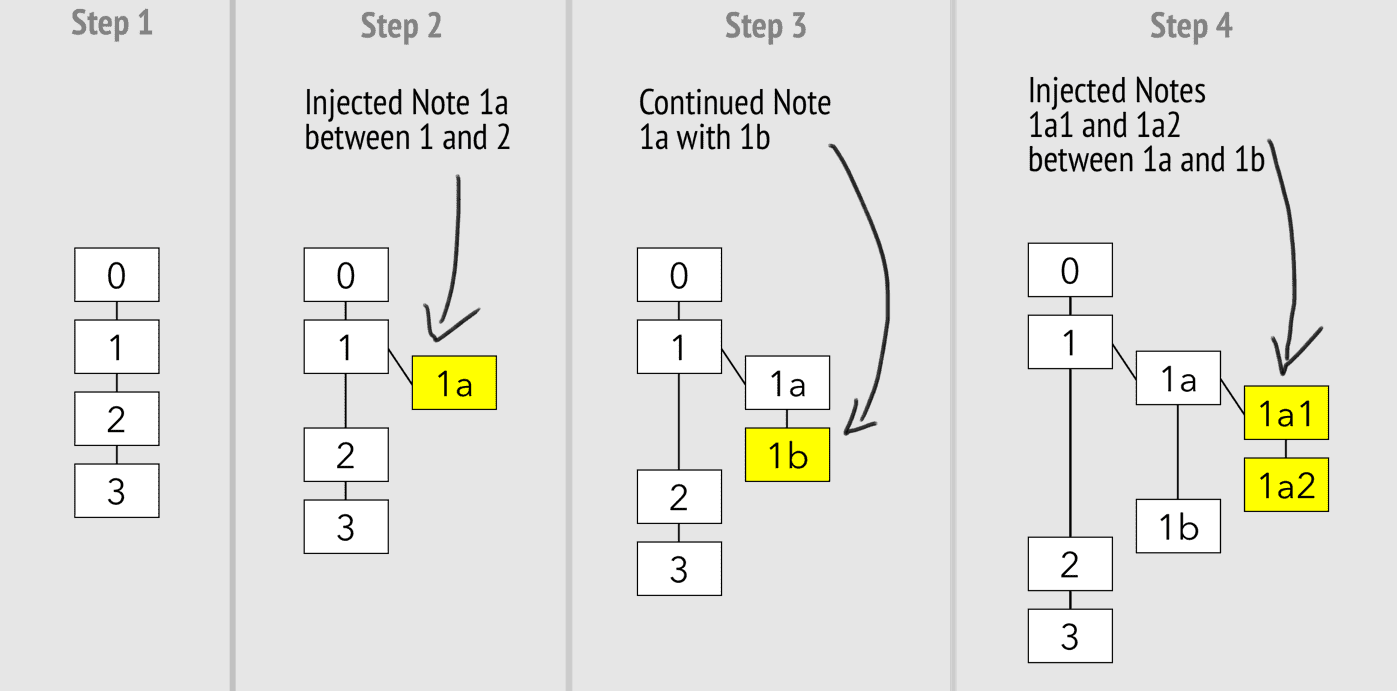 Step 1
0
1
2
3
Step 2
Injected Note 1a
between 1 and 2
0
1
1a
2
3
Step 3
Continued Note
1a with 1b
0
1
1a
1b
2
3
Step 4
Injected Notes
1a1 and 1a2
between 1a and 1b
0
1
1a
1a1
1a2
1b
2
3